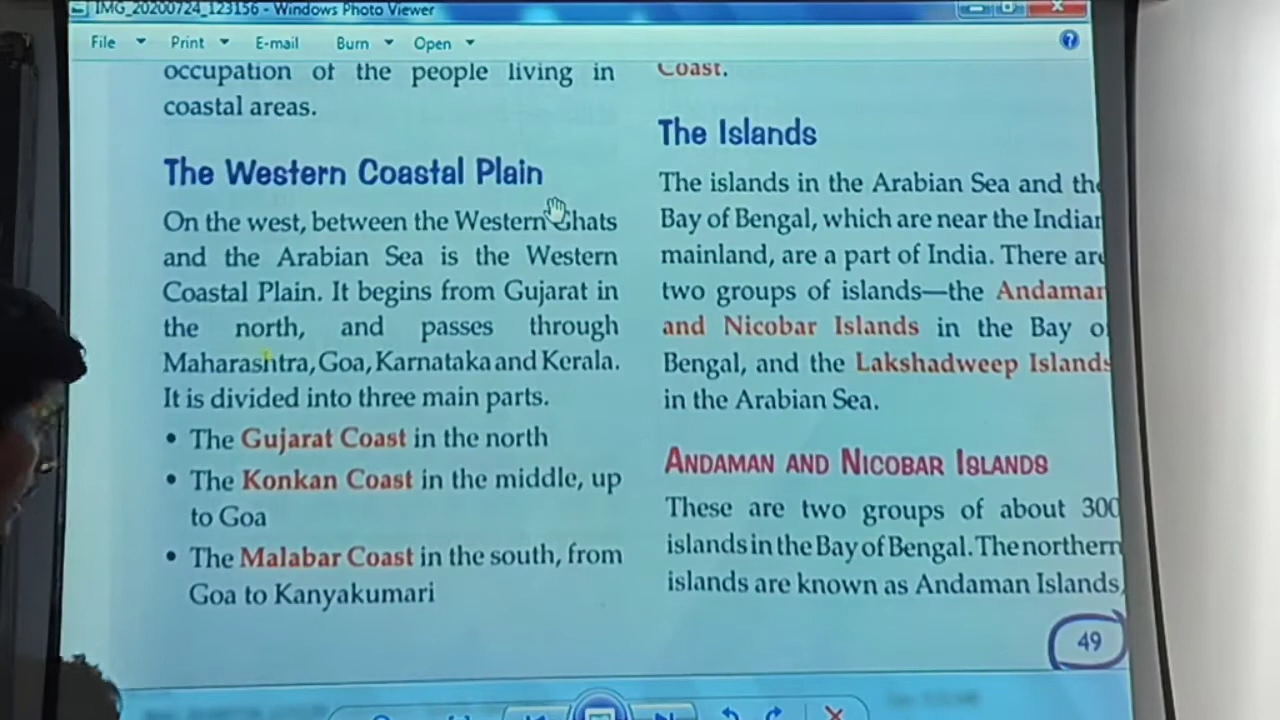 IMG_20200724_123156 - Windows Photo Viewer
File Print E-mail Burn Open
occupation of the people living in
coastal areas.
The Western Coastal Plain
On the west, between the Western Ghats
and the Arabian Sea is the Western
Coastal Plain. It begins from Gujarat in
the north, and passes through
Maharashtra, Goa, Karnataka and Kerala.
It is divided into three main parts.
• The Gujarat Coast in the north
• The Konkan Coast in the middle, up
to Goa
• The Malabar Coast in the south, from
Goa to Kanyakumari
Coast.
The Islands
The islands in the Arabian Sea and the
Bay of Bengal, which are near the Indian
mainland, are a part of India. There are
two groups of islands—the Andaman
and Nicobar Islands in the Bay o
Bengal, and the Lakshadweep Islands
in the Arabian Sea.
ANDAMAN AND NICOBAR ISLANDS
These are two groups of about 300
islands in the Bay of Bengal. The northern
islands are known as Andaman Islands,
49